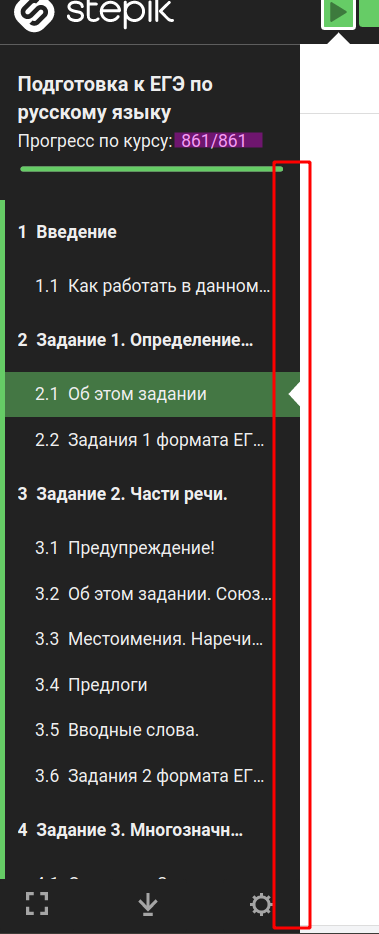 stepik
Подготовка к ЕГЭ по
русскому языку
Прогресс по курсу: 861/861
1 Введение
1.1 Как работать в данном...
2 Задание 1. Определение...
2.1 Об этом задании
2.2 Задания 1 формата ЕГ...
3 Задание 2. Части речи.
3.1 Предупреждение!
3.2 Об этом задании. Союз...
3.3 Местоимения. Наречи...
3.4 Предлоги
3.5 Вводные слова.
3.6 Задания 2 формата ЕГ...
4 Задание 3. Многозначн...